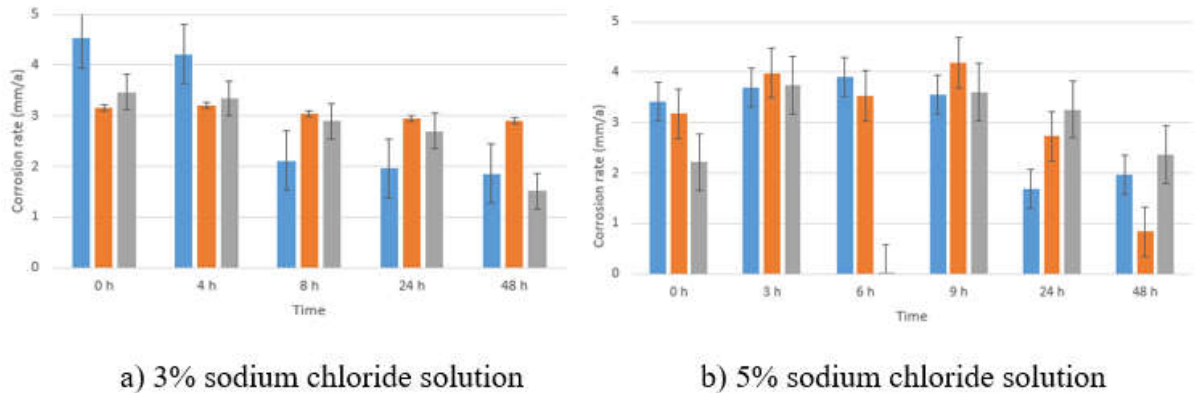 5
4
3
2
1
0
Corrosion rate (mm/a)
0 h 4 h 8 h 24 h 48 h
Time
a) 3% sodium chloride solution
5
4
3
2
1
0
Corrosion rate (mm/a)
0 h 3 h 6 h 9 h 24 h 48 h
Time
b) 5% sodium chloride solution